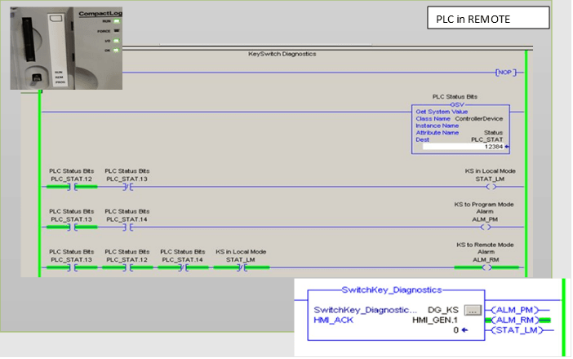 CompactLog
RUN
FORCE
I/O
OK
PLC in REMOTE
KeySwitch Diagnostics
NOP
PLC Status Bits
GSV
Get System Value
Class Name ControllerDevice
Instance Name
Attribute Name Status
Dest PLC_STAT
12384
PLC Status Bits PLC Status Bits KS in Local Mode
PLC_STAT.12 PLC_STAT.13 STAT_LM
KS to Program Mode
PLC Status Bits PLC Status Bits Alarm
PLC_STAT.13 PLC_STAT.14 ALM_PM
KS to Remote Mode
PLC Status Bits PLC Status Bits PLC Status Bits KS in Local Mode Alarm
PLC_STAT.13 PLC_STAT.12 PLC_STAT.14 STAT_LM ALM_RM
SwitchKey_Diagnostics
SwitchKey_Diagnostic... DG_KS ... ALM_PM
HMI_ACK HMI_GEN.1 ALM_RM
0 STAT_LM